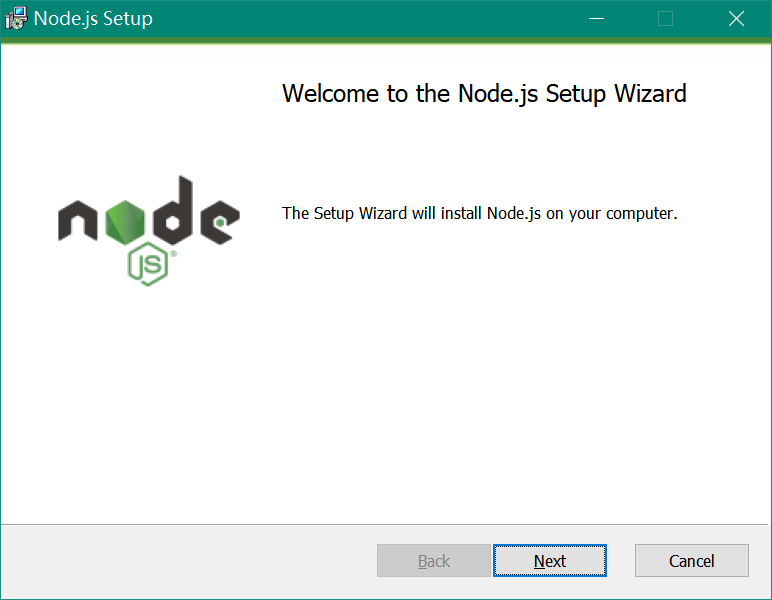 Node.js Setup
Welcome to the Node.js Setup Wizard
The Setup Wizard will install Node.js on your computer.
node
JS®
Back
Next
Cancel